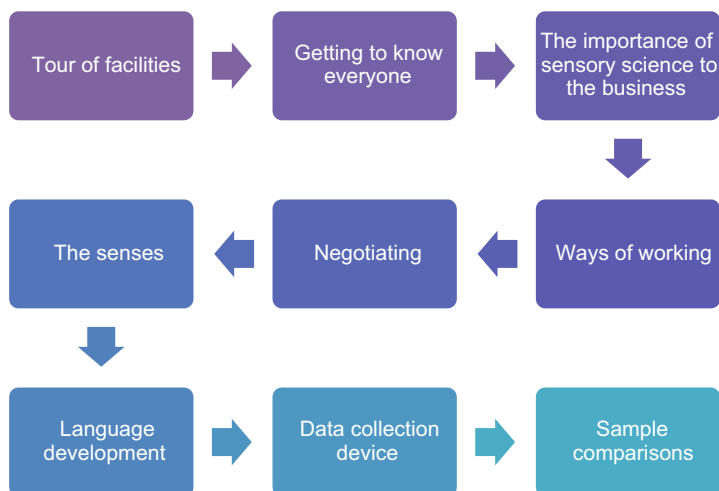 Tour of facilities
Getting to know
everyone
The importance of
sensory science to
the business
Ways of working
Negotiating
The senses
Language
development
Data collection
device
Sample
comparisons